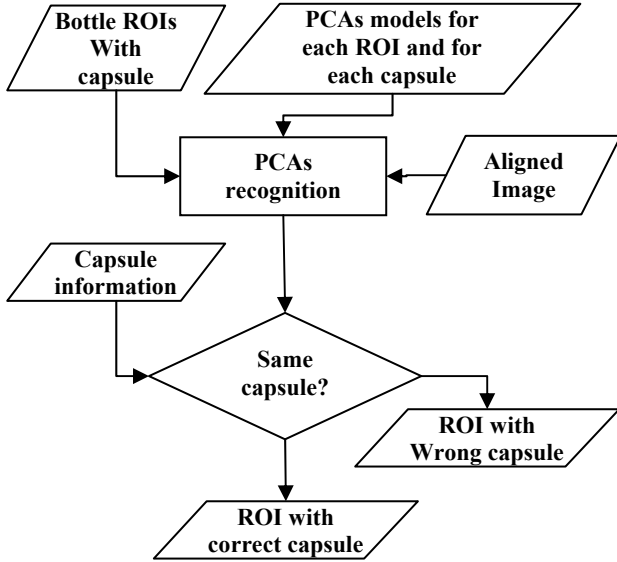 Bottle ROIs
With
capsule
PCAs models for
each ROI and for
each capsule
PCAs
recognition
Aligned
Image
Capsule
information
Same
capsule?
ROI with
Wrong capsule
ROI with
correct capsule